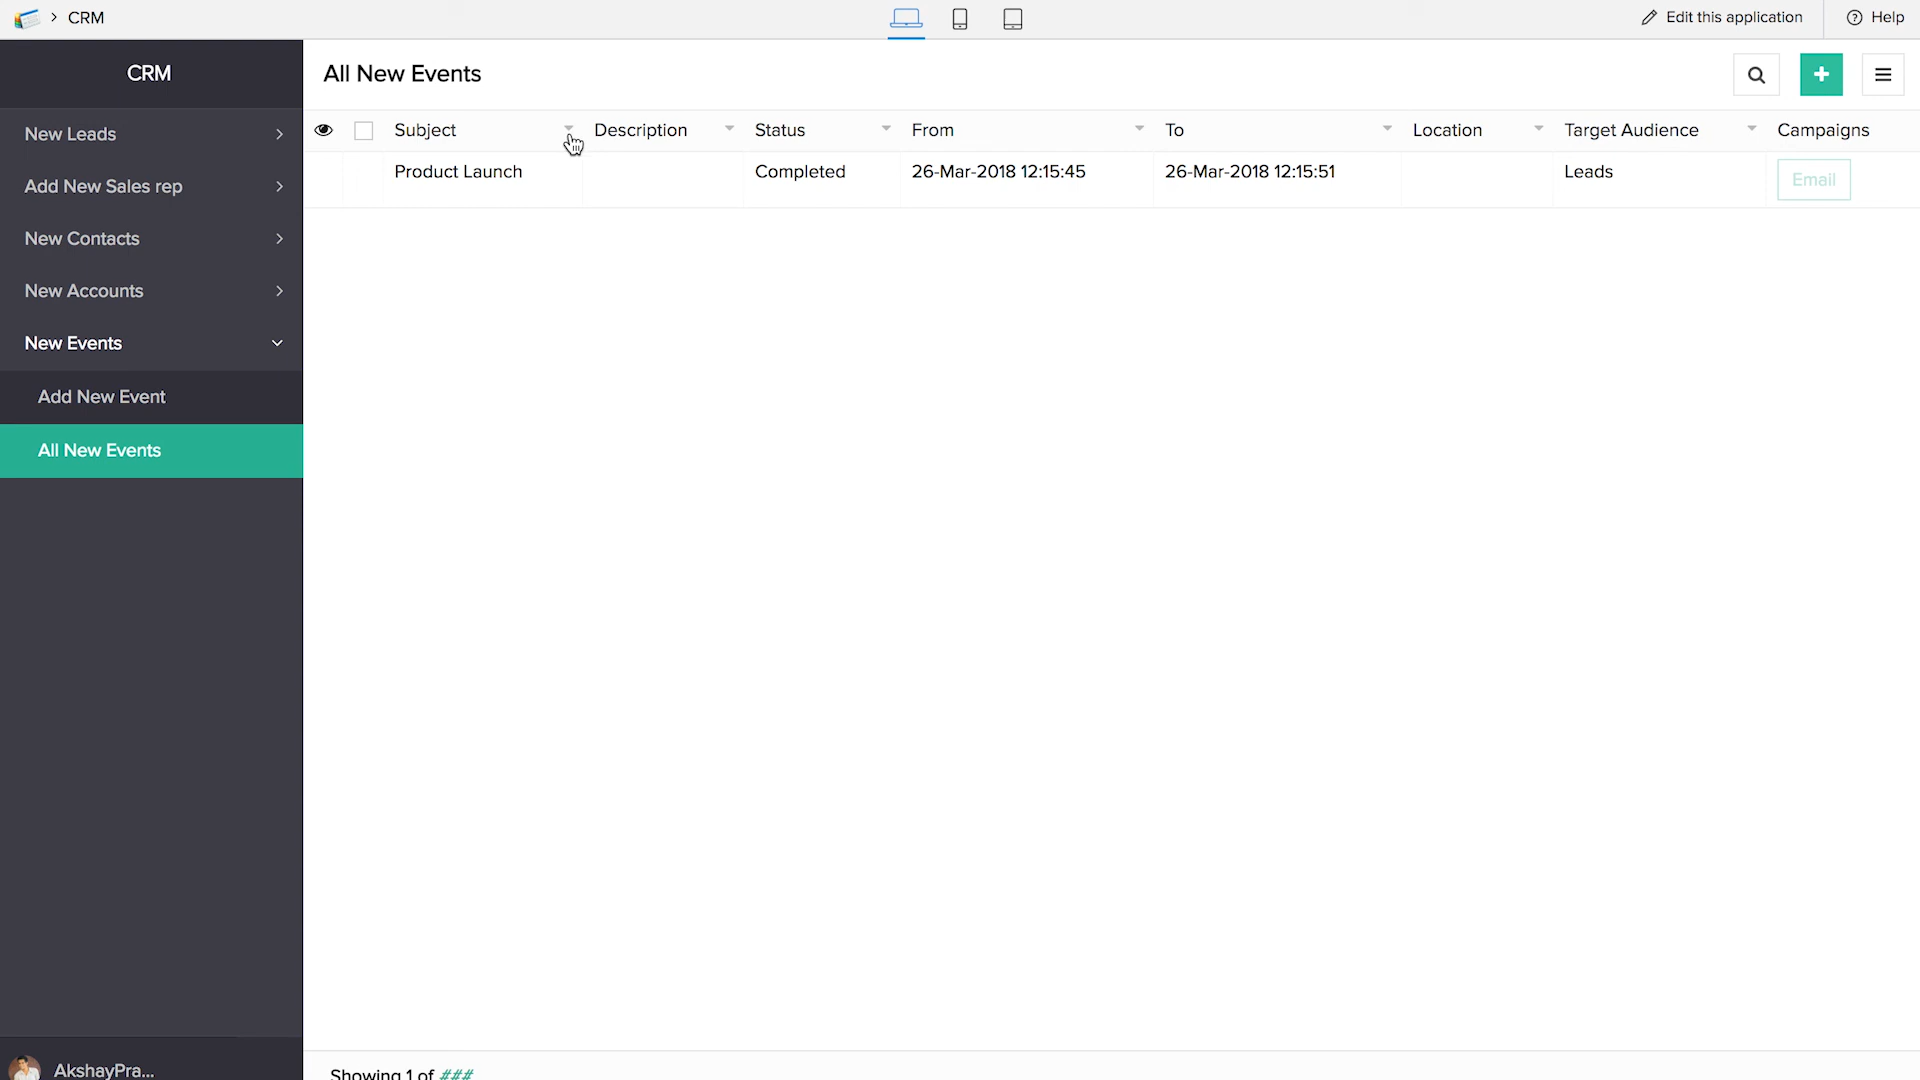 CRM
Edit this application
Help
CRM
All New Events
New Leads
Add New Sales rep
New Contacts
New Accounts
New Events
Add New Event
All New Events
Subject Description Status From To Location Target Audience Campaigns
Product Launch Completed 26-Mar-2018 12:15:45 26-Mar-2018 12:15:51 Leads Email
AkshayPra...
Showing 1 of ###